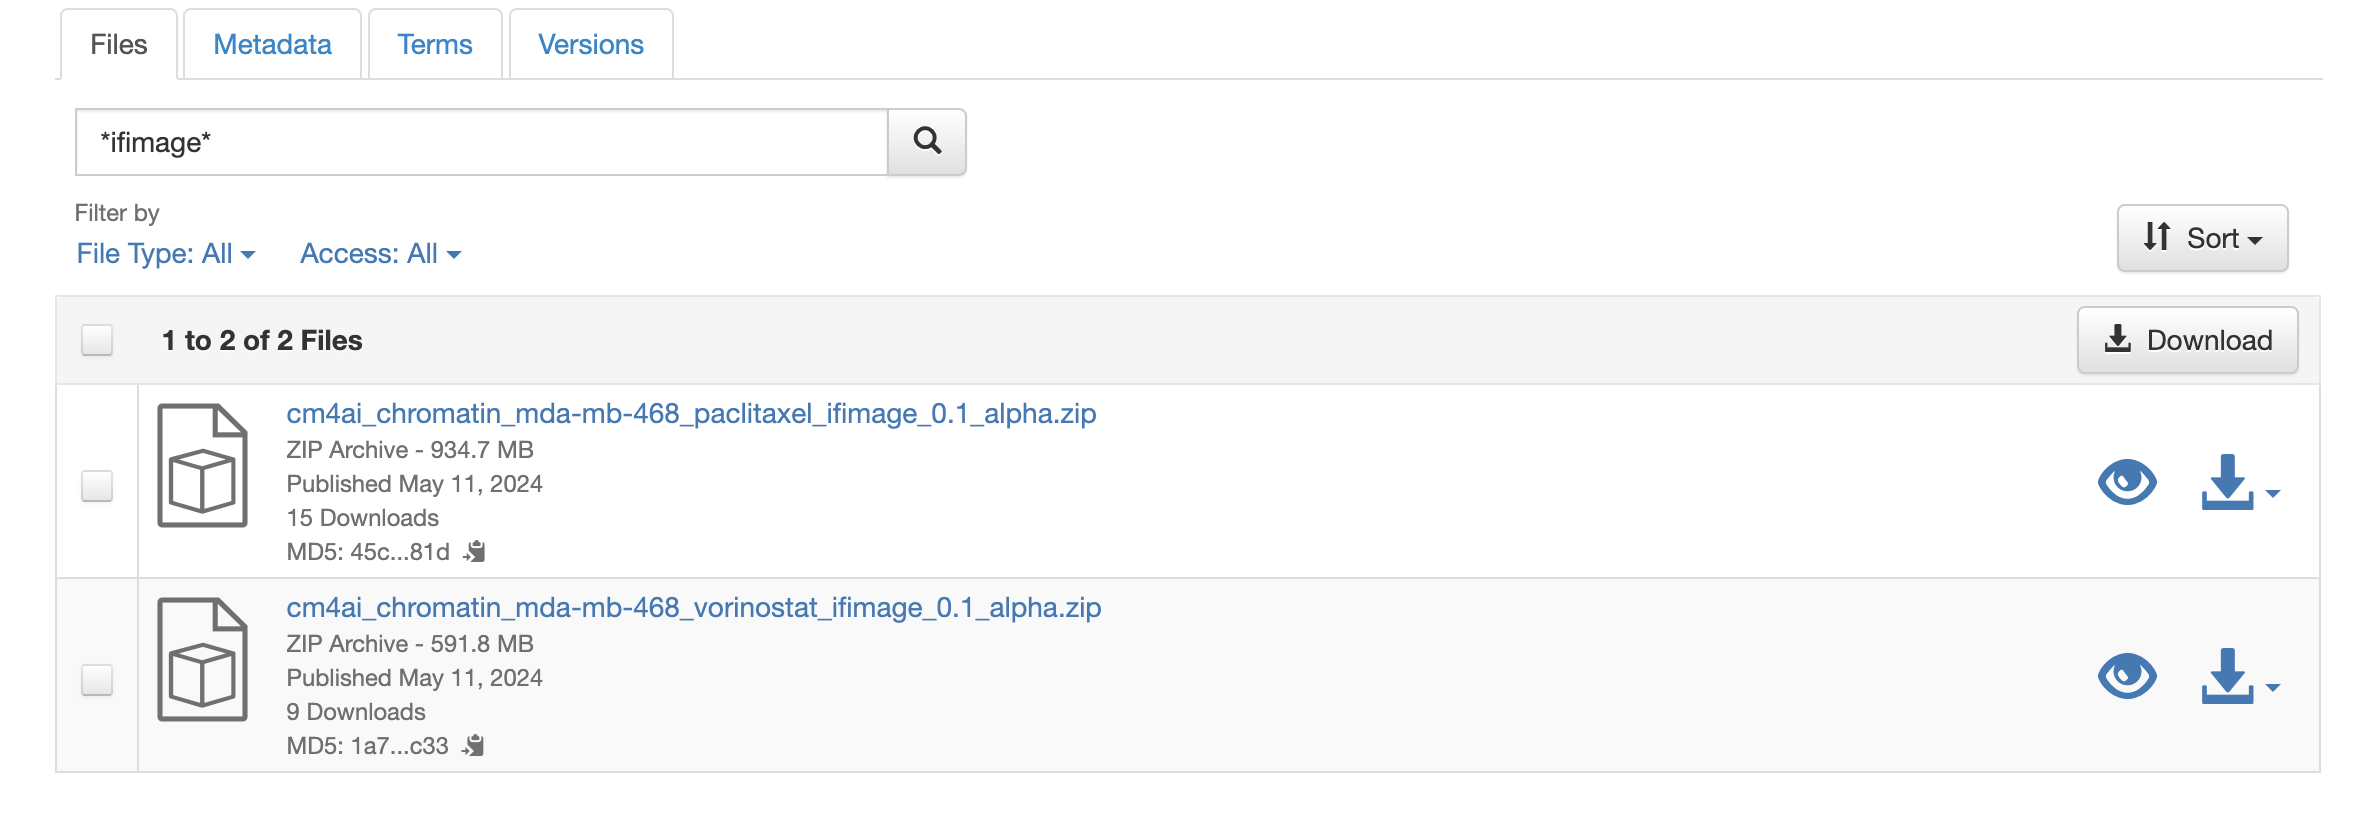 Files Metadata Terms Versions
*ifimage*
Filter by
File Type: All Access: All
Sort
1 to 2 of 2 Files
Download
cm4ai_chromatin_mda-mb-468_paclitaxel_ifimage_0.1_alpha.zip
ZIP Archive - 934.7 MB
Published May 11, 2024
15 Downloads
MD5: 45c...81d
cm4ai_chromatin_mda-mb-468_vorinostat_ifimage_0.1_alpha.zip
ZIP Archive - 591.8 MB
Published May 11, 2024
9 Downloads
MD5: 1a7...c33